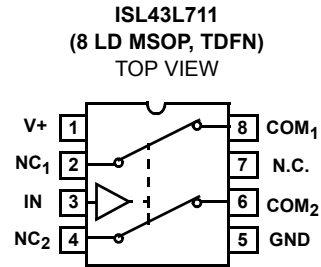 ISL43L711
(8 LD MSOP, TDFN)
TOP VIEW
V+ 1 8 COM1
NC1 2 7 N.C.
IN 3 6 COM2
NC2 4 5 GND